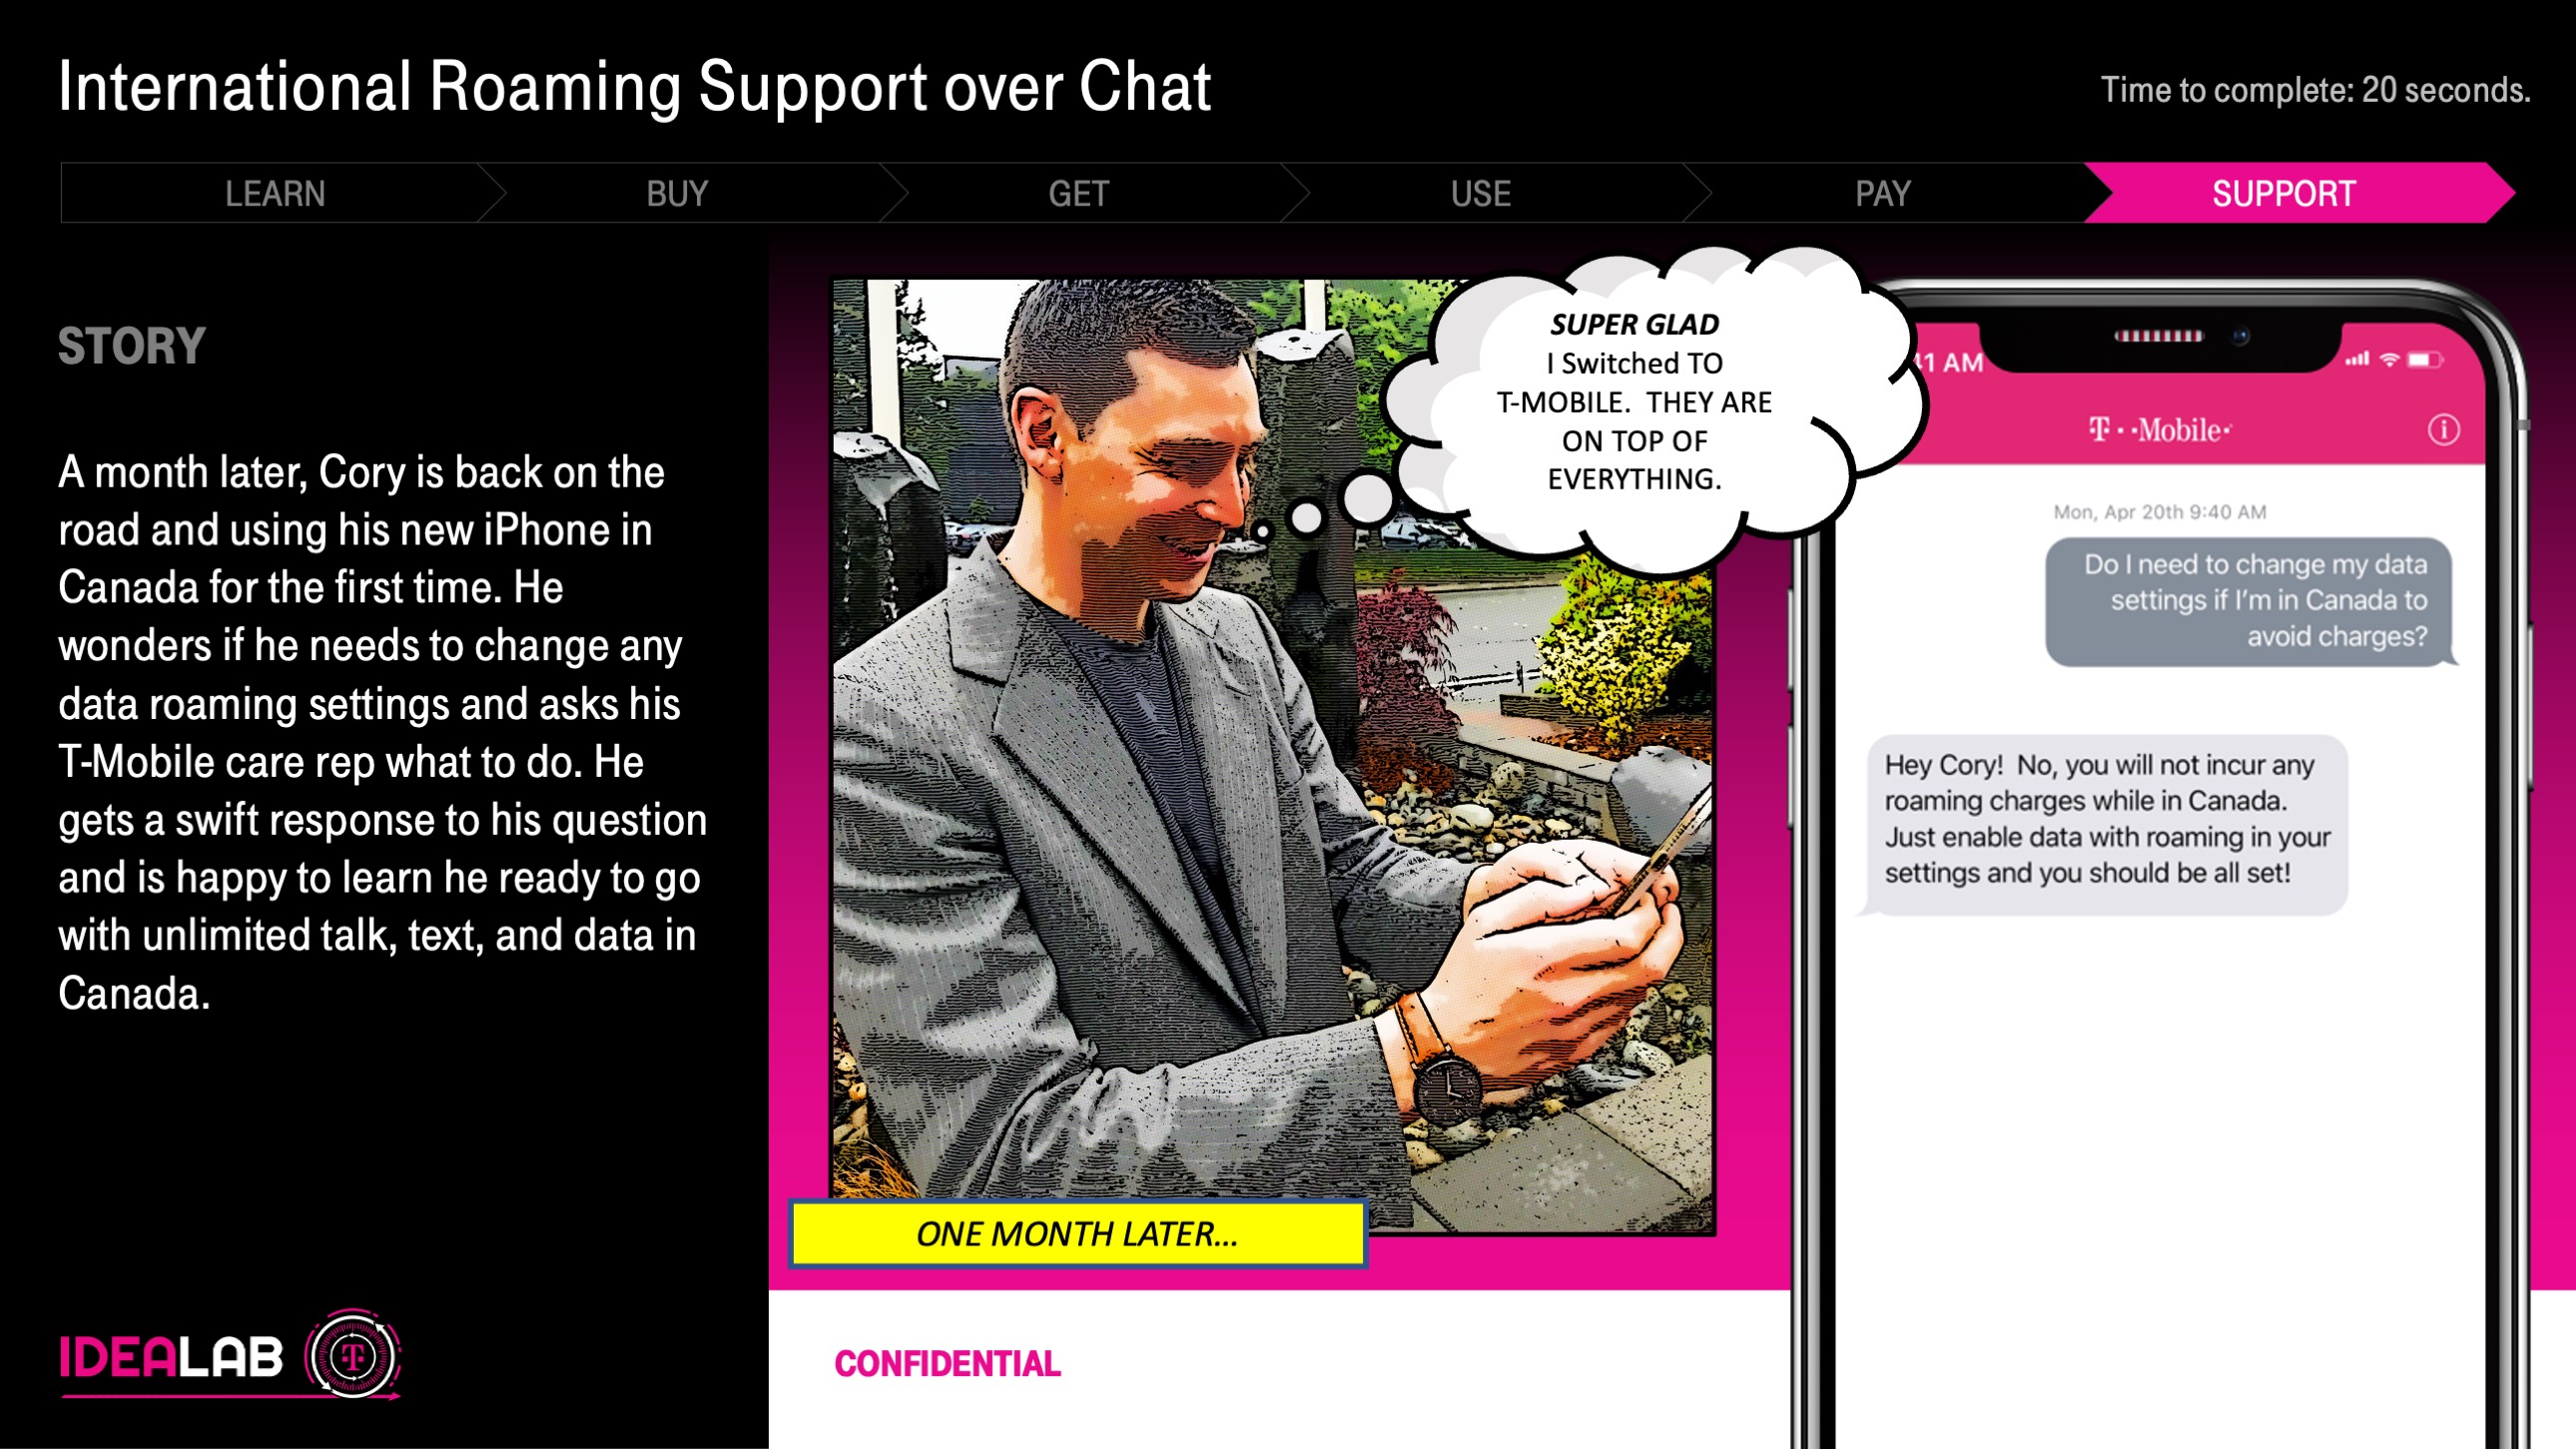 International Roaming Support over Chat
Time to complete: 20 seconds.
LEARN
BUY
GET
USE
PAY
SUPPORT
STORY
A month later, Cory is back on the
road and using his new iPhone in
Canada for the first time. He
wonders if he needs to change any
data roaming settings and asks his
T-Mobile care rep what to do. He
gets a swift response to his question
and is happy to learn he ready to go
with unlimited talk, text, and data in
Canada.
SUPER GLAD
I Switched TO
T-MOBILE.  THEY ARE
ON TOP OF
EVERYTHING.
ONE MONTH LATER...
41 AM
T··Mobile·
Mon, Apr 20th 9:40 AM
Do I need to change my data
settings if I'm in Canada to
avoid charges?
Hey Cory!  No, you will not incur any
roaming charges while in Canada.
Just enable data with roaming in your
settings and you should be all set!
IDEALAB
T
CONFIDENTIAL